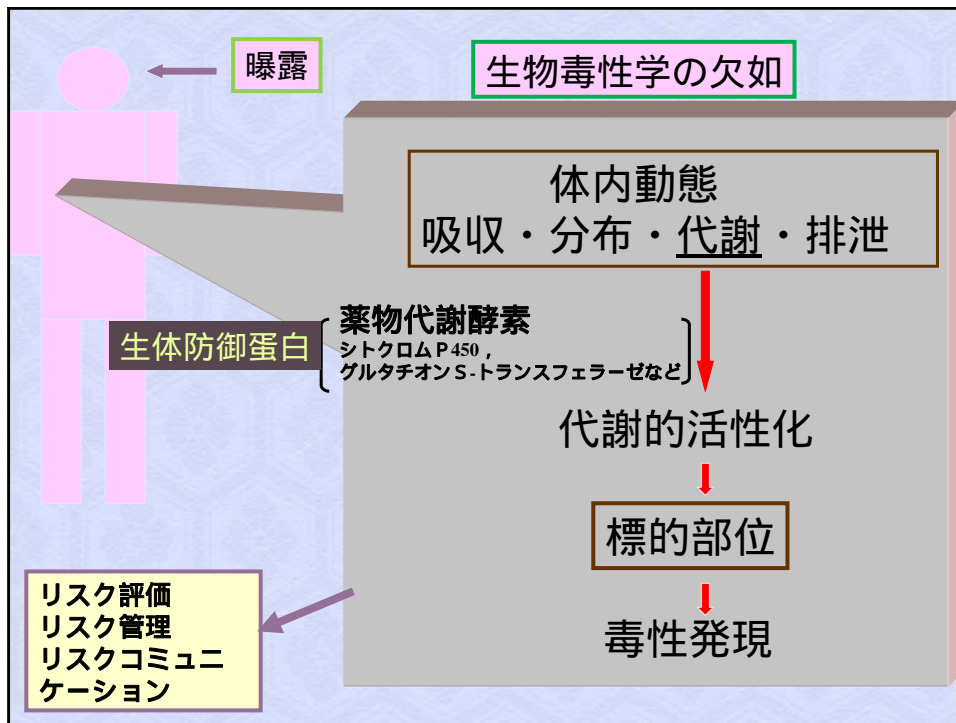 曝露
生物毒性学の欠如
体内動態
吸収・分布・代謝・排泄
生体防御蛋白
薬物代謝酵素
シトクロムP450，
グルタチオンS-トランスフェラーゼなど
代謝的活性化
標的部位
毒性発現
リスク評価
リスク管理
リスクコミュニ
ケーション